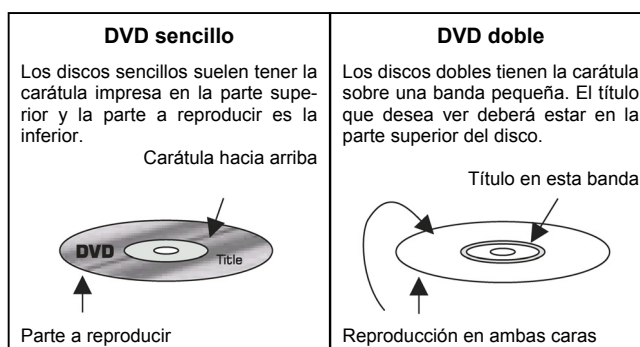 DVD sencillo
Los discos sencillos suelen tener la
carátula impresa en la parte supe-
rior y la parte a reproducir es la
inferior.
Carátula hacia arriba
DVD
Title
Parte a reproducir
DVD doble
Los discos dobles tienen la carátula
sobre una banda pequeña. El título
que desea ver deberá estar en la
parte superior del disco.
Título en esta banda
Reproducción en ambas caras